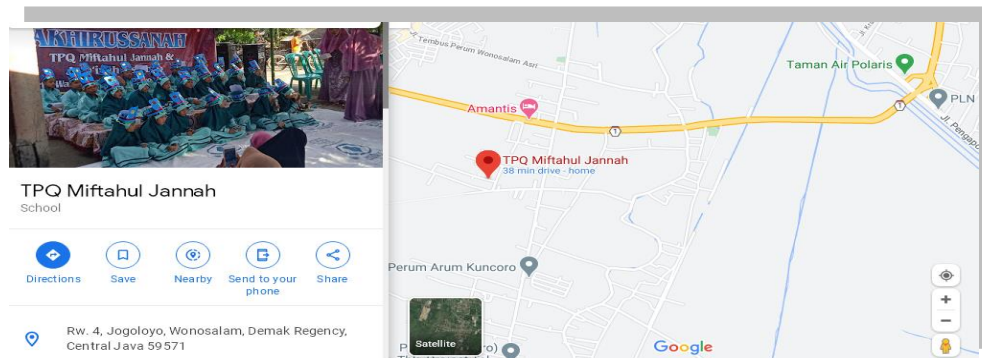 AKHIRUSSANAH
TPQ Miftahul Jannah &
TPQ Miftahul Jannah
School
Directions
Save
Nearby
Send to your
phone
Share
Rw. 4, Jogoloyo, Wonosalam, Demak Regency,
Central Java 59571
Jl. Tembus Perum Wonosalam Asri
Taman Air Polaris
PLN
Amantis
1
1
TPQ Miftahul Jannah
38 min drive - home
Perum Arum Kuncoro
Satellite
Google